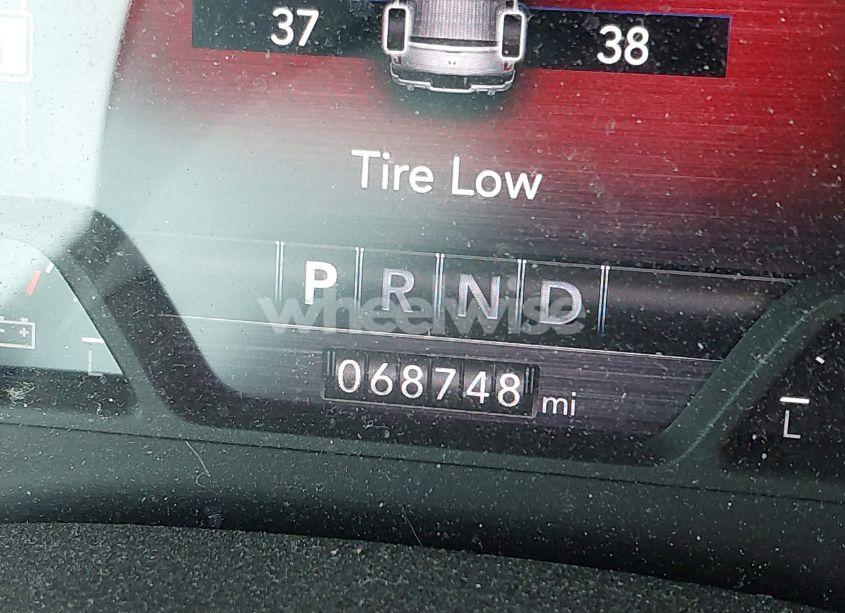 37 38
Tire Low
P R N D
wheelwise
068748 mi
L